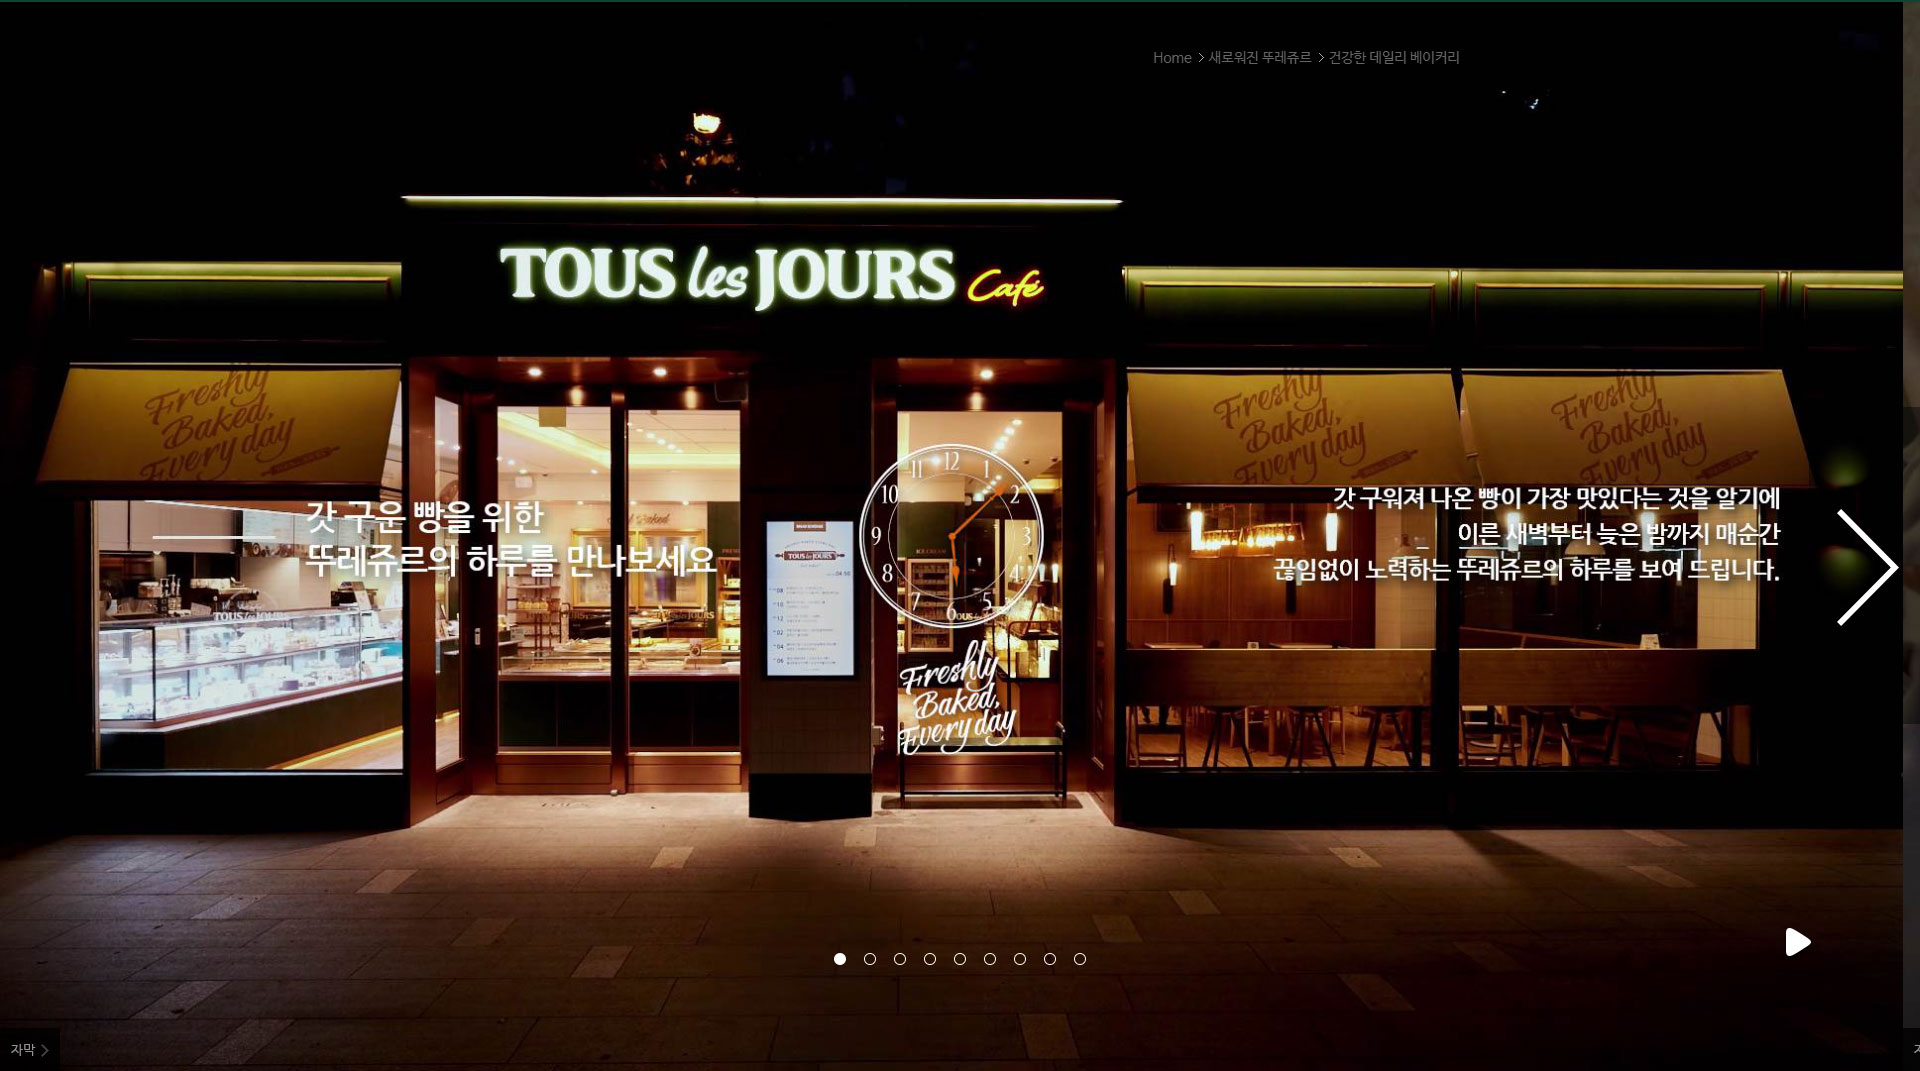 Home > 새로워진 뚜레쥬르 > 건강한 데일리 베이커리
TOUS les JOURS Café
Freshly
Baked,
Every day
Freshly
Baked,
Every day
Freshly
Baked,
Every day
갓 구운 빵을 위한
뚜레쥬르의 하루를 만나보세요
TOUS les JOURS
TOUS les JOURS
12
11 1
10 2
9 3
8 4
7 5
6
갓 구워져 나온 빵이 가장 맛있다는 것을 알기에
이른 새벽부터 늦은 밤까지 매순간
끊임없이 노력하는 뚜레쥬르의 하루를 보여 드립니다.
Freshly
Baked,
Every day
자막 >